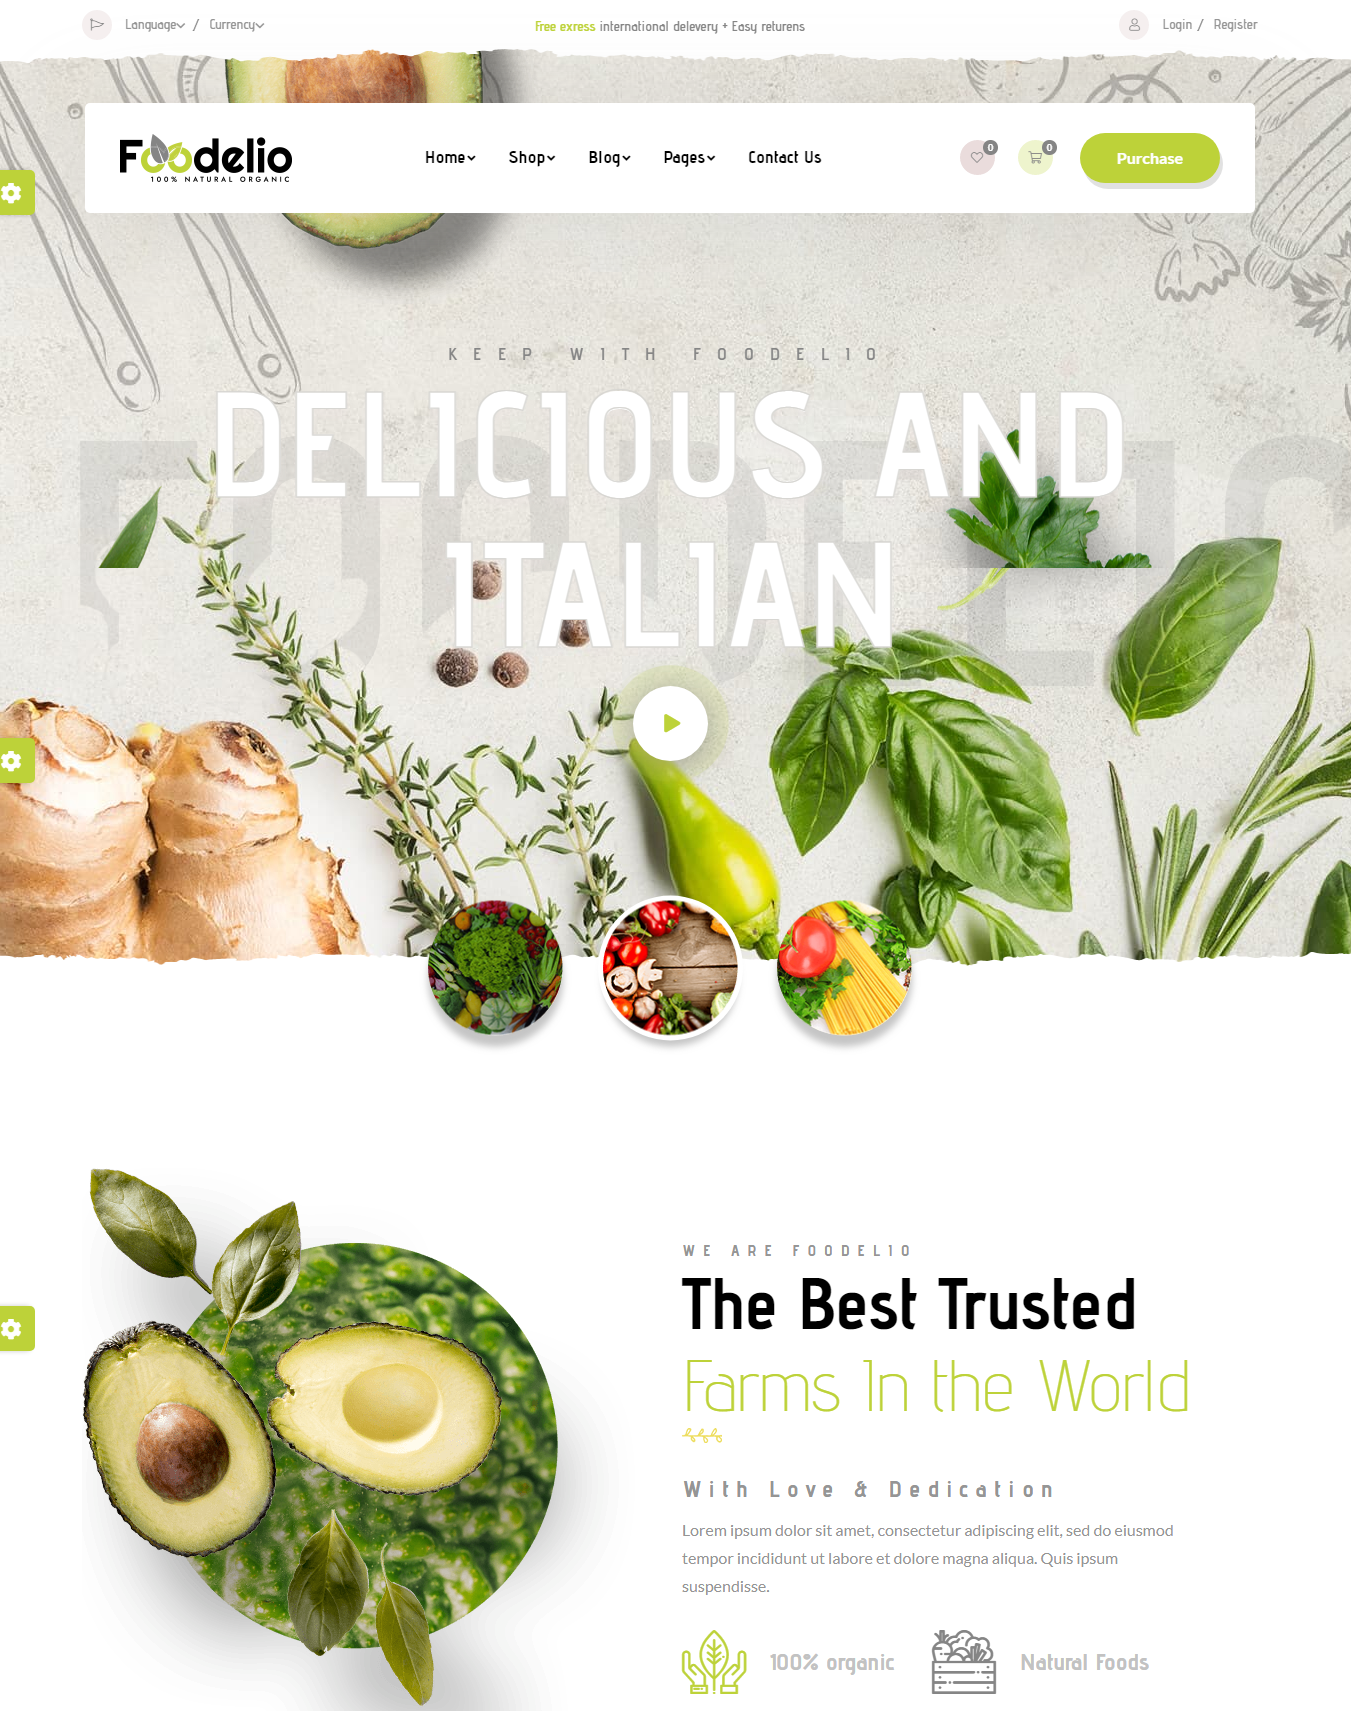 Language / Currency
Free exress international delevery + Easy returens
Login / Register
Foodelio
100% NATURAL ORGANIC
Home Shop Blog Pages Contact Us
0 0
Purchase
KEEP WITH FOODELIO
DELICIOUS AND
ITALIAN
WE ARE FOODELIO
The Best Trusted
Farms In the World
With Love & Dedication
Lorem ipsum dolor sit amet, consectetur adipiscing elit, sed do eiusmod
tempor incididunt ut labore et dolore magna aliqua. Quis ipsum
suspendisse.
100% organic Natural Foods